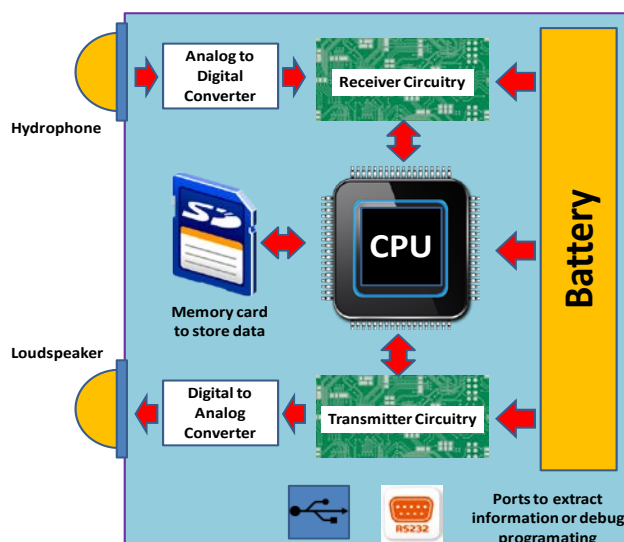 Analog to
Digital
Converter
Receiver Circuitry
Hydrophone
SD
CPU
Battery
Memory card
to store data
Loudspeaker
Digital to
Analog
Converter
Transmitter Circuitry
RS232
Ports to extract
information or debug
programating